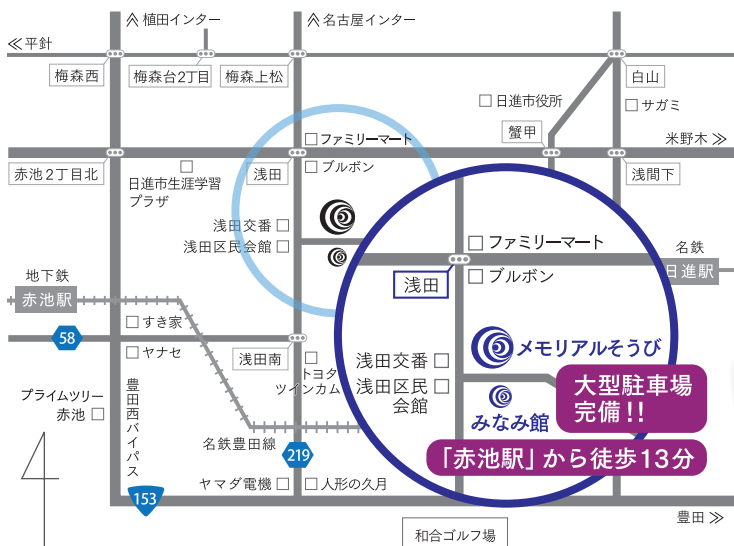 植田インター
名古屋インター
平針
梅森西
梅森台2丁目
梅森上松
白山
日進市役所
サガミ
蟹甲
米野木
ファミリーマート
赤池2丁目北
浅田
ブルボン
浅間下
日進市生涯学習
プラザ
浅田交番
浅田区民会館
ファミリーマート
名鉄
日進駅
浅田
ブルボン
地下鉄
赤池駅
すき家
58
ヤナセ
浅田南
トヨタ
ツインカム
メモリアルそうび
浅田交番
浅田区民
会館
みなみ館
大型駐車場
完備!!
「赤池駅」から徒歩13分
プライムツリー
赤池
豊田西バイパス
名鉄豊田線
219
153
ヤマダ電機
人形の久月
豊田
和合ゴルフ場